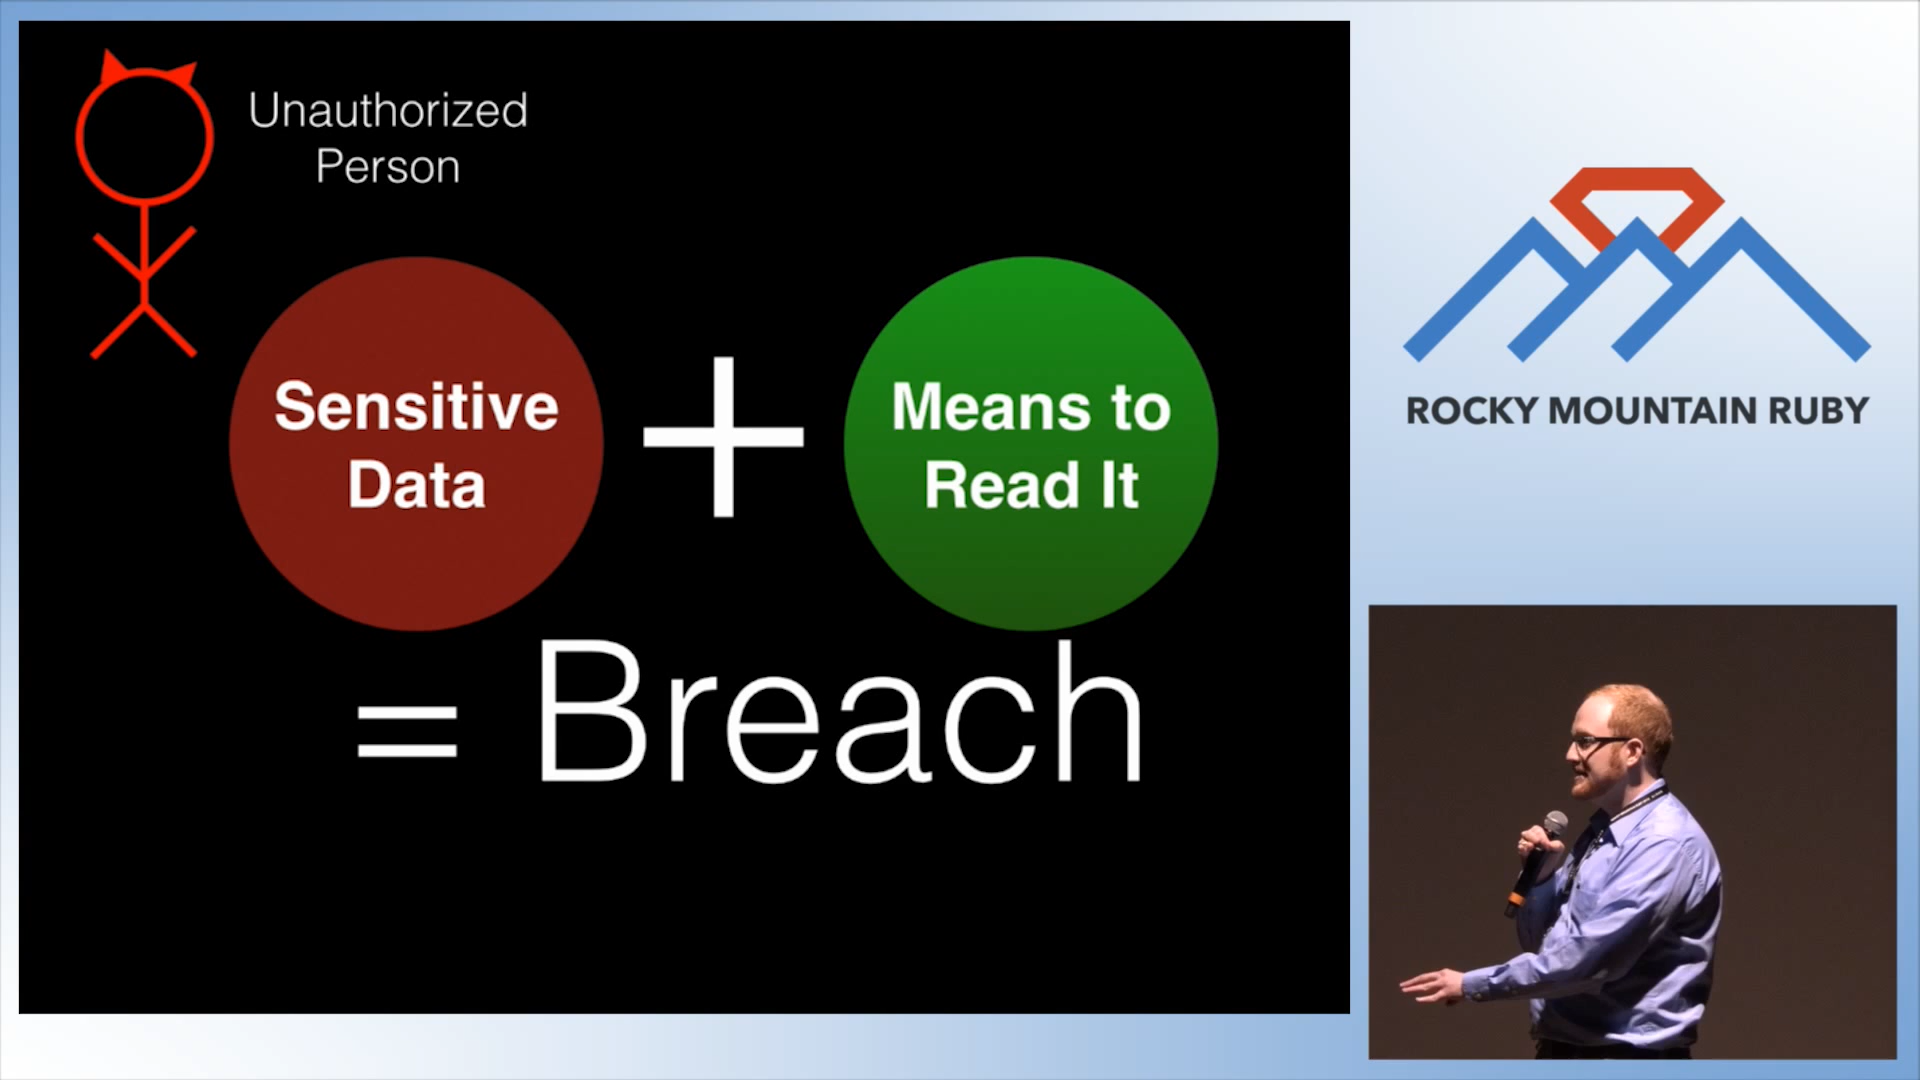 Unauthorized
Person
Sensitive
Data
+
Means to
Read It
= Breach
ROCKY MOUNTAIN RUBY